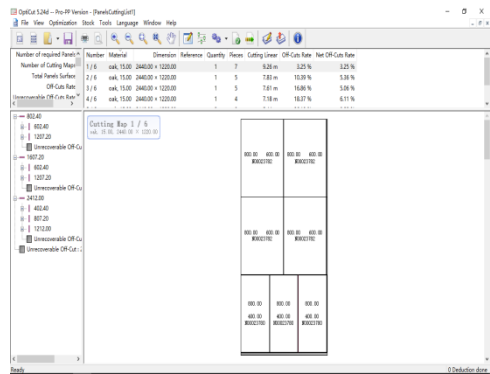 OptiCut 5.24d -- Pro-PP Version - [PanelsCuttingList1]
File View Optimization Stock Tools Language Window Help
Number of required Panels Number Material Dimension Reference Quantity Pieces Cutting Linear Off-Cuts Rate Net Off-Cuts Rate
Number of Cutting Maps 1 / 6 oak, 15.00 2440.00 × 1220.00 1 7 9.28 m 3.25 % 3.25 %
Total Panels Surface 2 / 6 oak, 15.00 2440.00 × 1220.00 1 5 7.83 m 10.39 % 5.36 %
Off-Cuts Rate 3 / 6 oak, 15.00 2440.00 × 1220.00 1 5 7.61 m 16.86 % 5.06 %
Unrecoverable Off-Cuts Rate 4 / 6 oak, 15.00 2440.00 × 1220.00 1 4 7.18 m 18.37 % 6.11 %
802.40
602.40
1207.20
Unrecoverable Off-Cu
1607.20
602.40
1207.20
Unrecoverable Off-Cu
2412.00
402.40
807.20
1212.00
Unrecoverable Off-Cu
Unrecoverable Off-Cut : 2
Cutting Map 1 / 6
oak, 15.00, 2440.00 × 1220.00
800.00 600.00 800.00 600.00
800.00 600.00 800.00 600.00
800.00 800.00 800.00
400.00 400.00 400.00
Ready 0 Deduction done